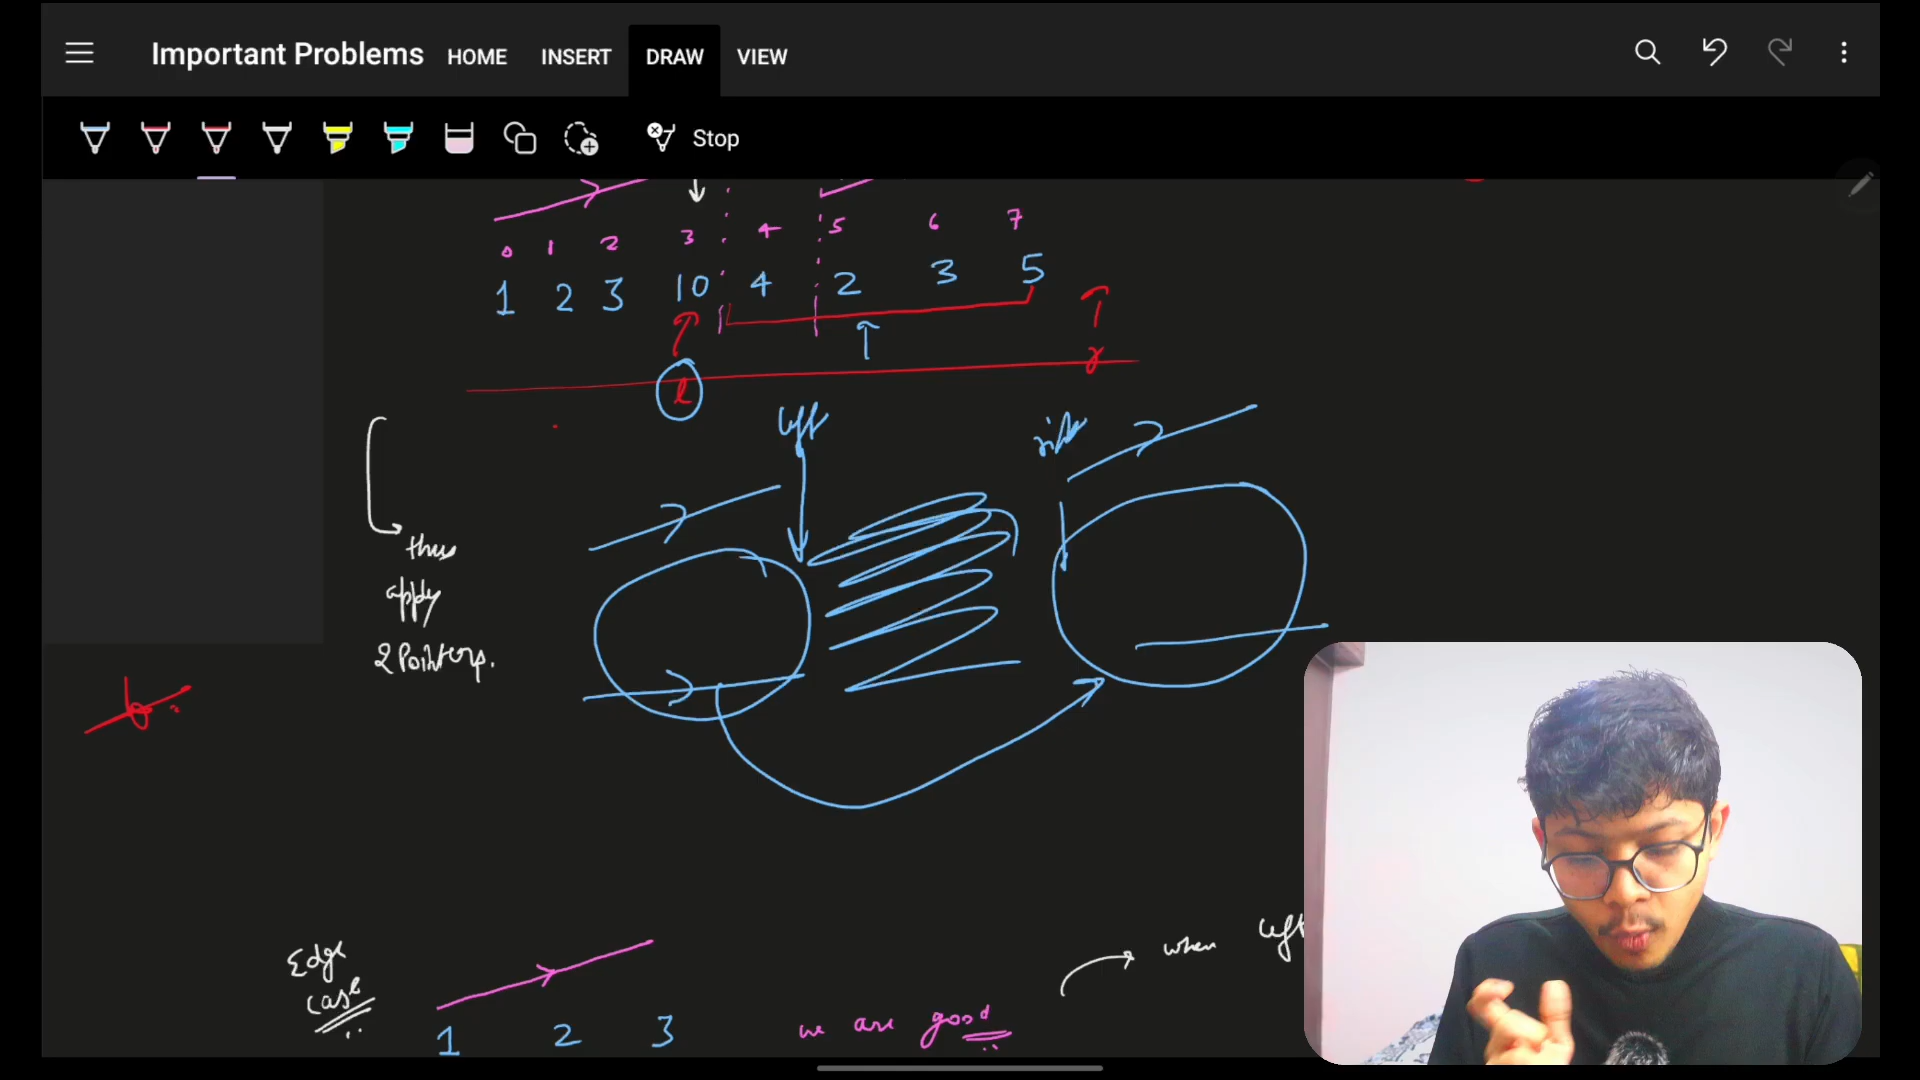 Important Problems HOME INSERT DRAW VIEW
Stop
0 1 2 3 4 5 6 7
1 2 3 10 4 2 3 5
l r
left right
thus
apply
2 Pointers.
Edge
case
when left
1 2 3 we are good